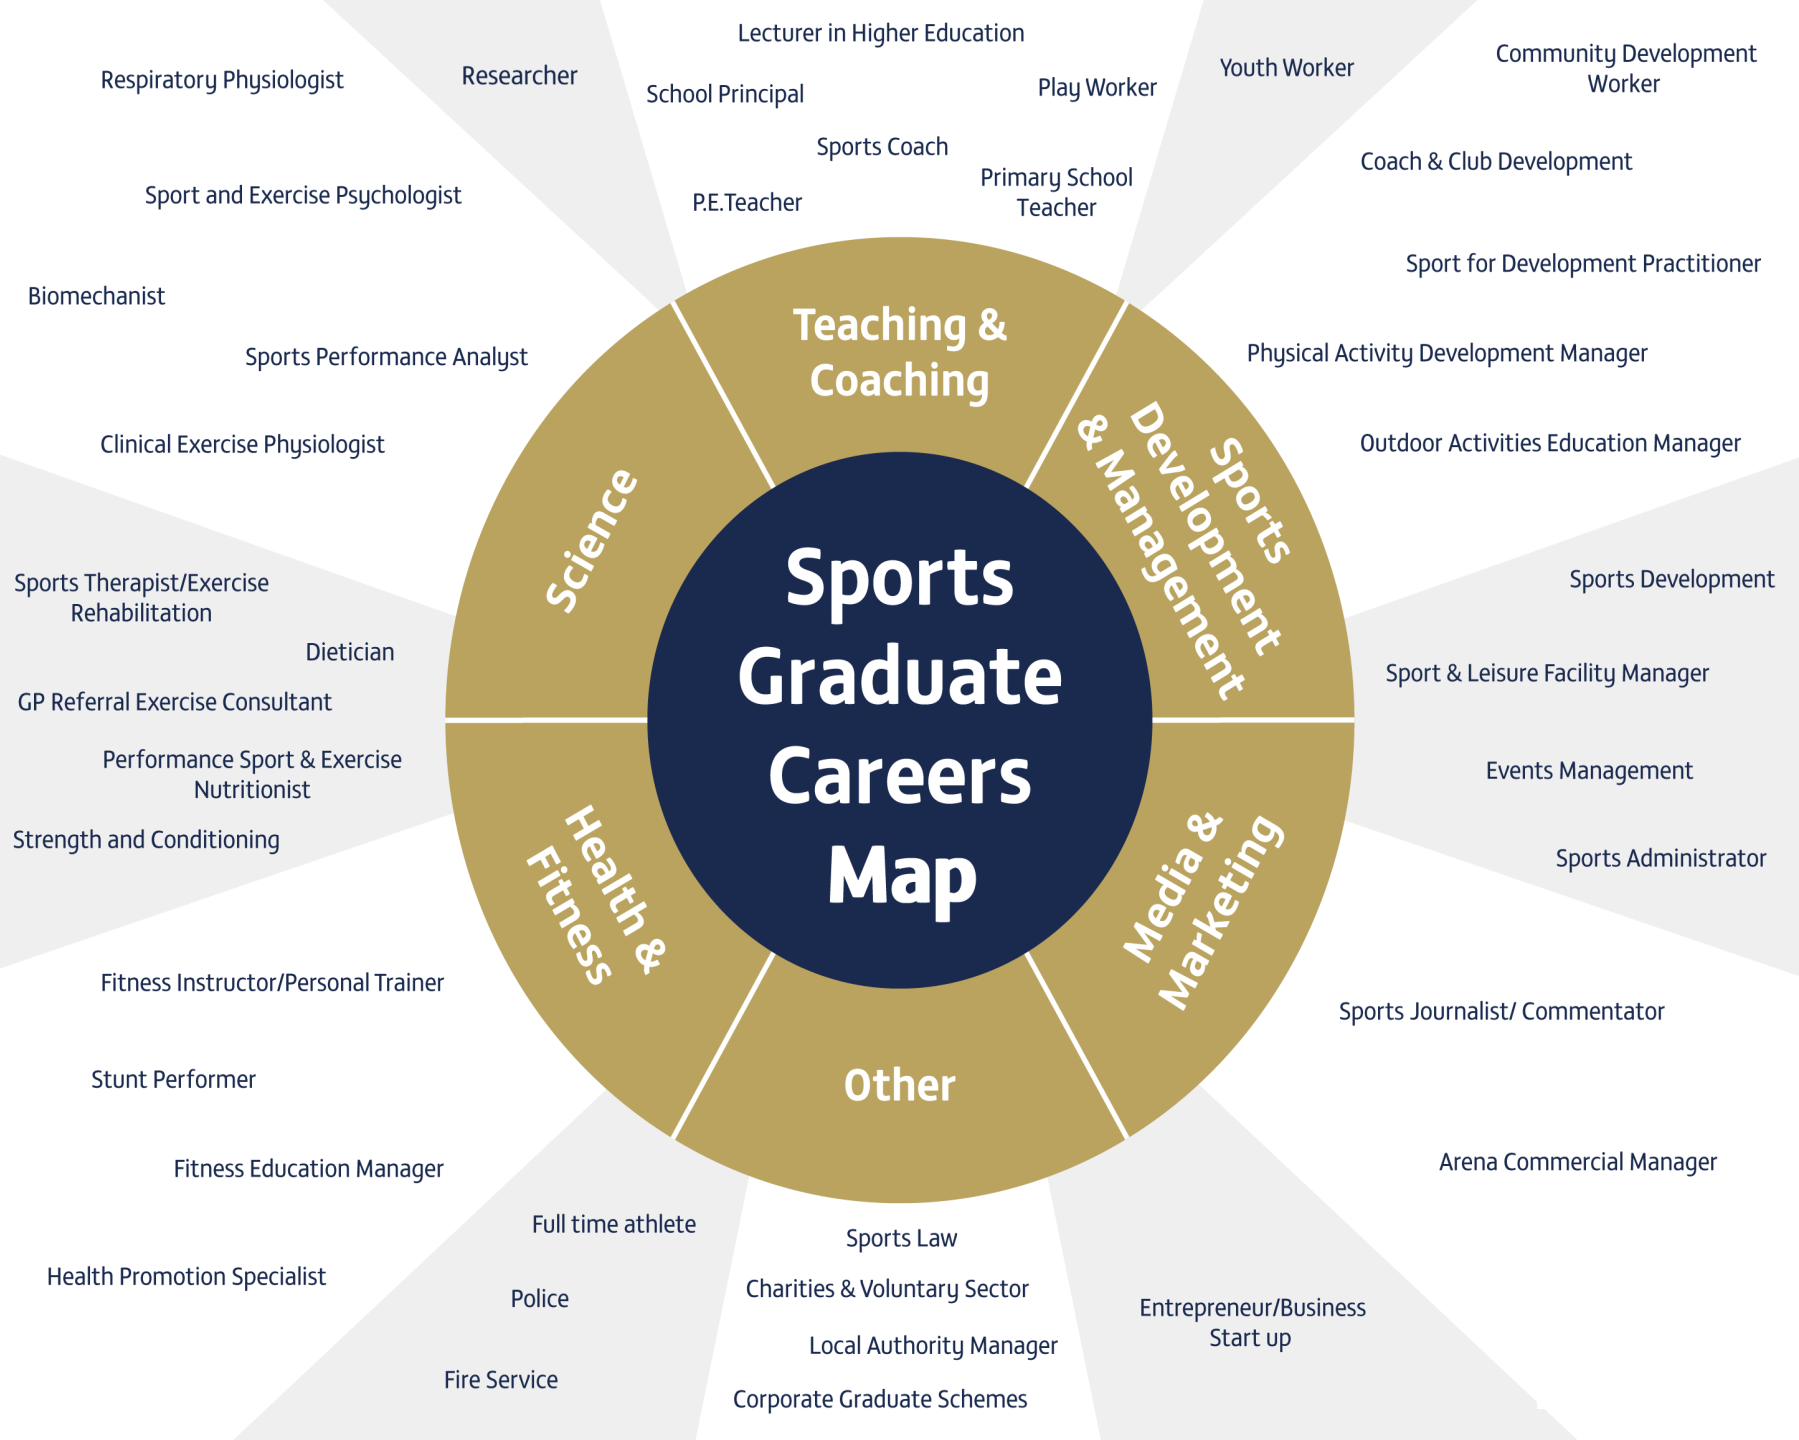 Lecturer in Higher Education
School Principal
Play Worker
Sports Coach
P.E.Teacher
Primary School
Teacher
Youth Worker
Community Development
Worker
Coach & Club Development
Sport for Development Practitioner
Physical Activity Development Manager
Outdoor Activities Education Manager
Sports Development
Sport & Leisure Facility Manager
Events Management
Sports Administrator
Sports Journalist/ Commentator
Arena Commercial Manager
Entrepreneur/Business
Start up
Sports Law
Charities & Voluntary Sector
Local Authority Manager
Corporate Graduate Schemes
Full time athlete
Police
Fire Service
Fitness Instructor/Personal Trainer
Stunt Performer
Fitness Education Manager
Health Promotion Specialist
Sports Therapist/Exercise
Rehabilitation
Dietician
GP Referral Exercise Consultant
Performance Sport & Exercise
Nutritionist
Strength and Conditioning
Researcher
Respiratory Physiologist
Sport and Exercise Psychologist
Biomechanist
Sports Performance Analyst
Clinical Exercise Physiologist
Teaching &
Coaching
Sports
Development
& Management
Media &
Marketing
Other
Health &
Fitness
Science
Sports
Graduate
Careers
Map